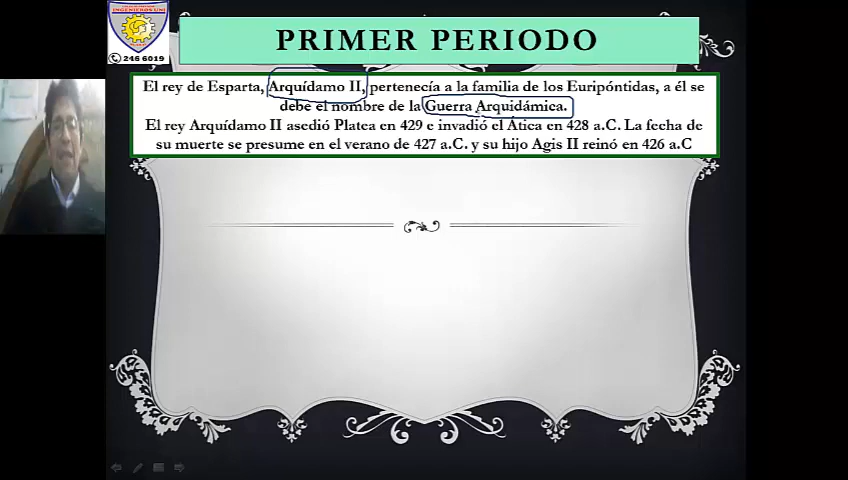 INGENIEROS UNI
246 6019
PRIMER PERIODO
El rey de Esparta, Arquídamo II, pertenecía a la familia de los Euripóntidas, a él se
debe el nombre de la Guerra Arquidámica.
El rey Arquídamo II asedió Platea en 429 e invadió el Ática en 428 a.C. La fecha de
su muerte se presume en el verano de 427 a.C. y su hijo Agis II reinó en 426 a.C